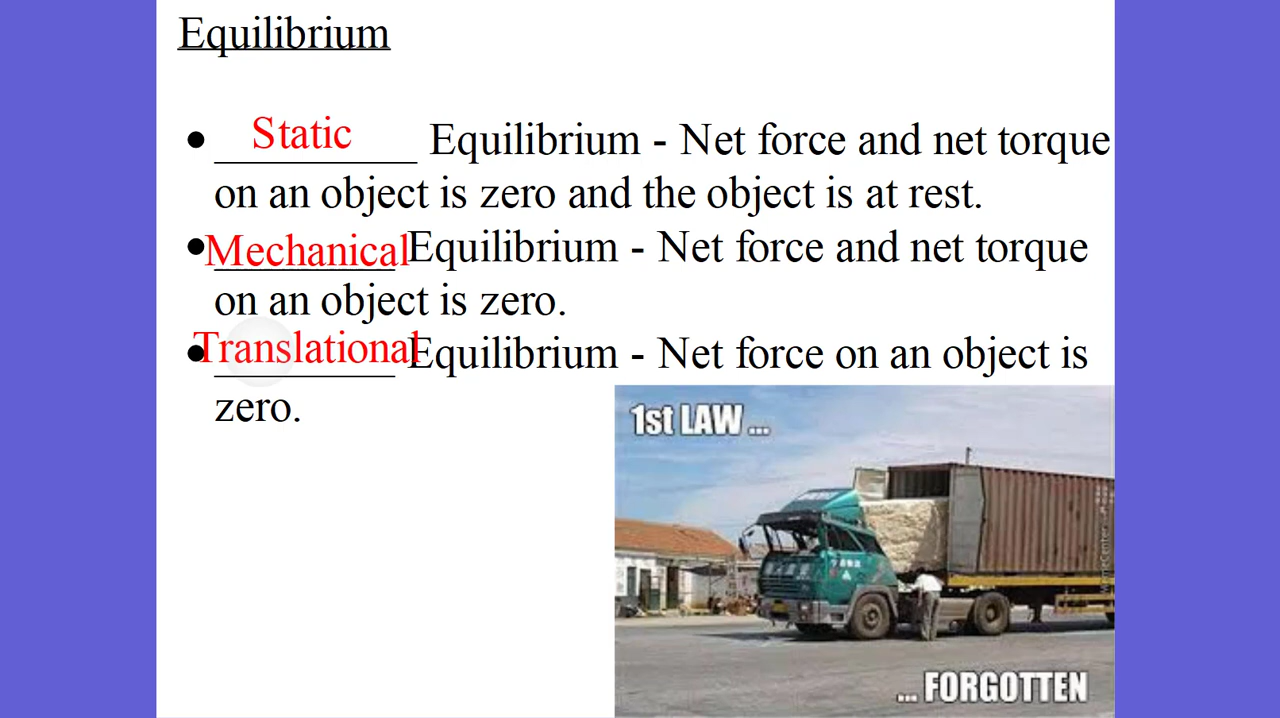 Equilibrium
• Static Equilibrium - Net force and net torque
on an object is zero and the object is at rest.
• Mechanical Equilibrium - Net force and net torque
on an object is zero.
• Translational Equilibrium - Net force on an object is
zero.
1st LAW ...
... FORGOTTEN